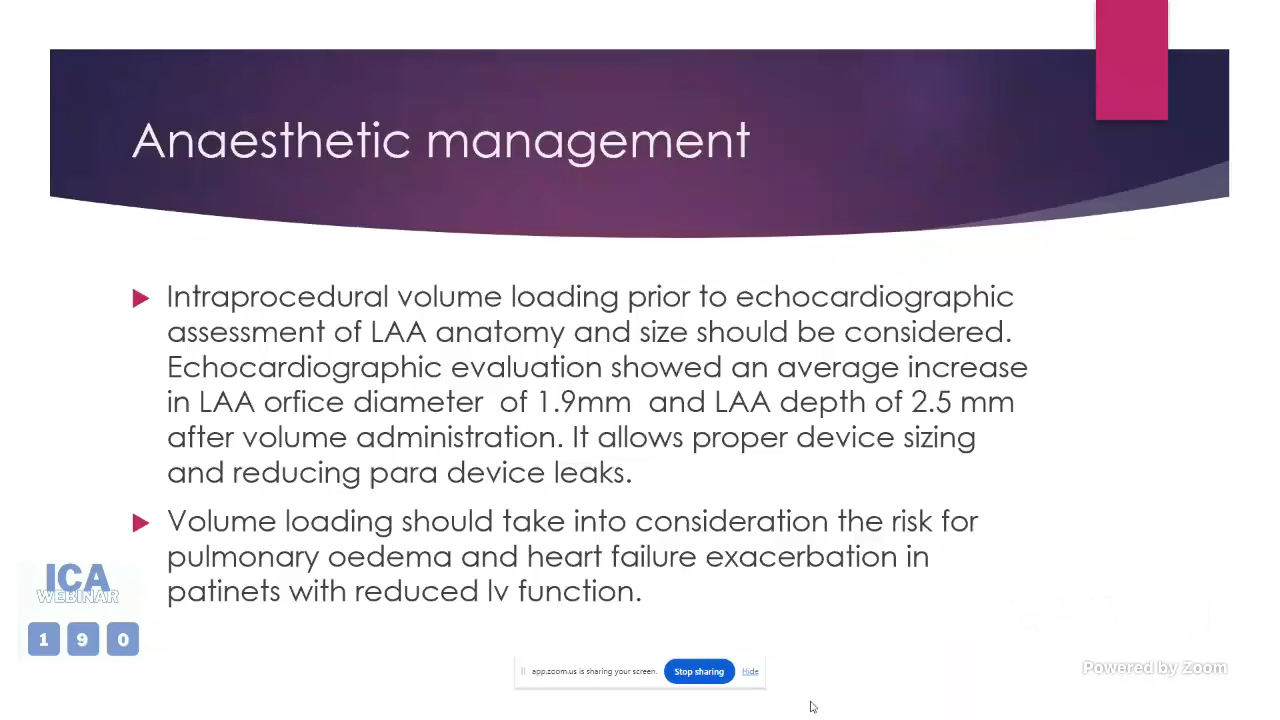 Anaesthetic management
Intraprocedural volume loading prior to echocardiographic
assessment of LAA anatomy and size should be considered.
Echocardiographic evaluation showed an average increase
in LAA orfice diameter of 1.9mm and LAA depth of 2.5 mm
after volume administration. It allows proper device sizing
and reducing para device leaks.
Volume loading should take into consideration the risk for
pulmonary oedema and heart failure exacerbation in
patinets with reduced lv function.
ICA
WEBINAR
1 9 0
app.zoom.us is sharing your screen. Stop sharing Hide
Powered by Zoom